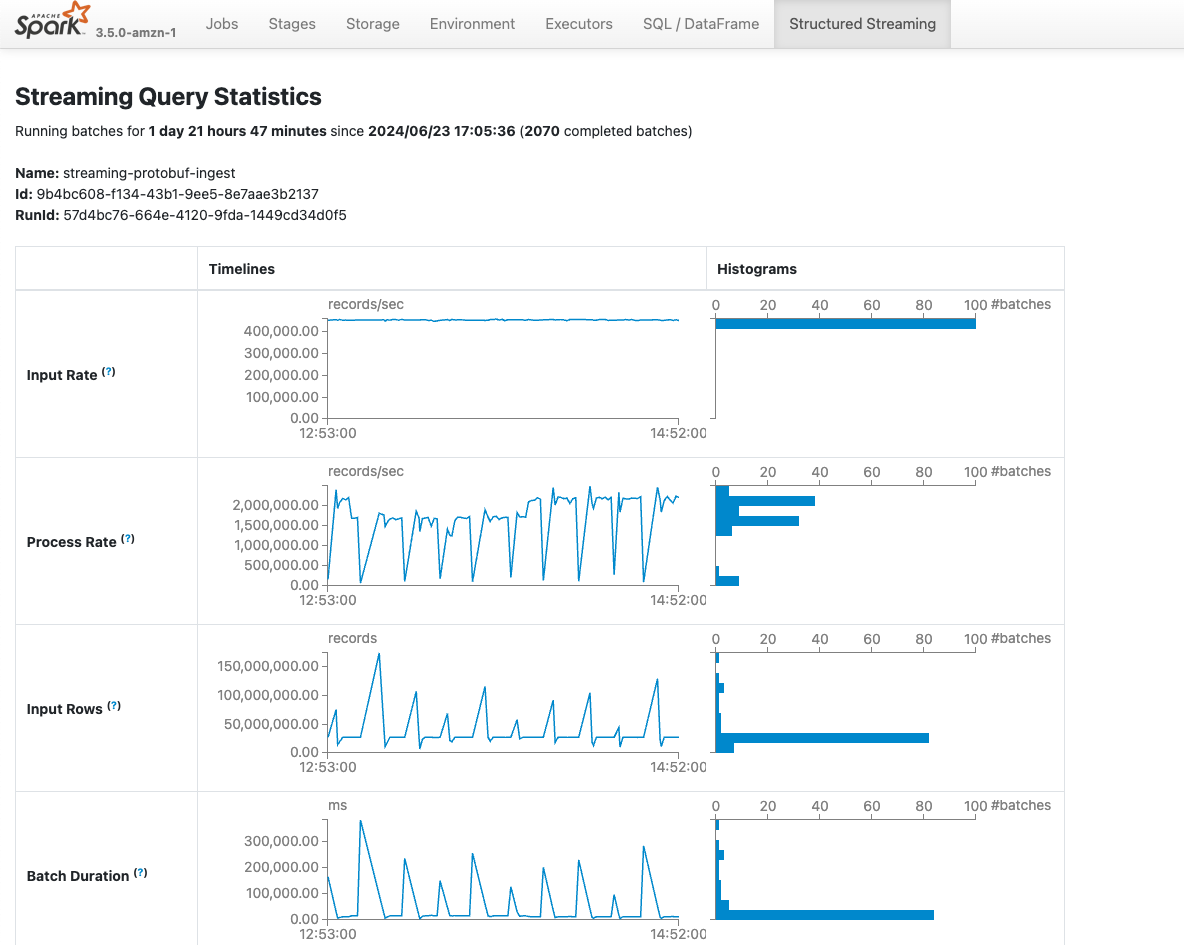 APACHE
Spark 3.5.0-amzn-1 Jobs Stages Storage Environment Executors SQL / DataFrame Structured Streaming
Streaming Query Statistics
Running batches for 1 day 21 hours 47 minutes since 2024/06/23 17:05:36 (2070 completed batches)
Name: streaming-protobuf-ingest
Id: 9b4bc608-f134-43b1-9ee5-8e7aae3b2137
RunId: 57d4bc76-664e-4120-9fda-1449cd34d0f5
Timelines Histograms
Input Rate (?)
records/sec
400,000.00
300,000.00
200,000.00
100,000.00
0.00
12:53:00 14:52:00
0 20 40 60 80 100 #batches
Process Rate (?)
records/sec
2,000,000.00
1,500,000.00
1,000,000.00
500,000.00
0.00
12:53:00 14:52:00
0 20 40 60 80 100 #batches
Input Rows (?)
records
150,000,000.00
100,000,000.00
50,000,000.00
0.00
12:53:00 14:52:00
0 20 40 60 80 100 #batches
Batch Duration (?)
ms
300,000.00
200,000.00
100,000.00
0.00
12:53:00 14:52:00
0 20 40 60 80 100 #batches